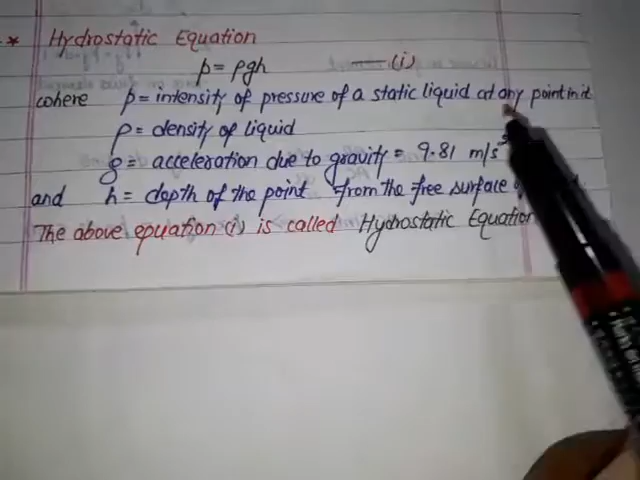 * Hydrostatic Equation
p = ρgh —— (i)
where p = intensity of pressure of a static liquid at any point in it
ρ = density of liquid
g = acceleration due to gravity = 9.81 m/s²
and h = depth of the point from the free surface
The above equation (i) is called Hydrostatic Equation